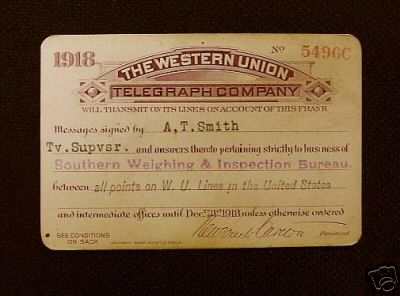 1918 No 5496C
THE WESTERN UNION
TELEGRAPH COMPANY
WILL TRANSMIT ON ITS LINES ON ACCOUNT OF THIS FRANK
Messages signed by A,T.Smith
Tv.Supvsr. and answers thereto pertaining strictly to business of
Southern Weighing & Inspection Bureau.
between all points on W. U. Lines in the United States
and intermediate offices until Dec. 31st 1918 unless otherwise ordered
SEE CONDITIONS
ON BACK
Newcomb Carlton President